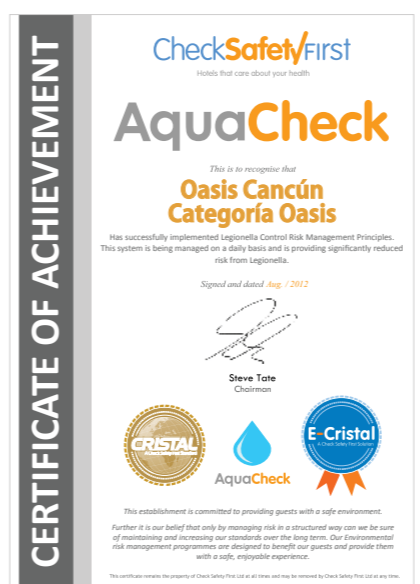 CERTIFICATE OF ACHIEVEMENT
CheckSafetyFIRST
Hotels that care about your health
AquaCheck
This is to recognise that
Oasis Cancún
Categoría Oasis
Has successfully implemented Legionella Control Risk Management Principles.
This system is being managed on a daily basis and is providing significantly reduced
risk from Legionella.
Signed and dated Aug. / 2012
Steve Tate
Chairman
CRISTAL
A Check Safety First Solution
AquaCheck
E-Cristal
A Check Safety First Solution
This establishment is committed to providing guests with a safe environment.
Further it is our belief that only by managing risk in a structured way can we be sure
of maintaining and increasing our standards over the long term. Our Environmental
risk management programmes are designed to benefit our guests and provide them
with a safe, enjoyable experience.
This certificate remains the property of Check Safety First Ltd at all times and may be removed by Check Safety First Ltd at any time.